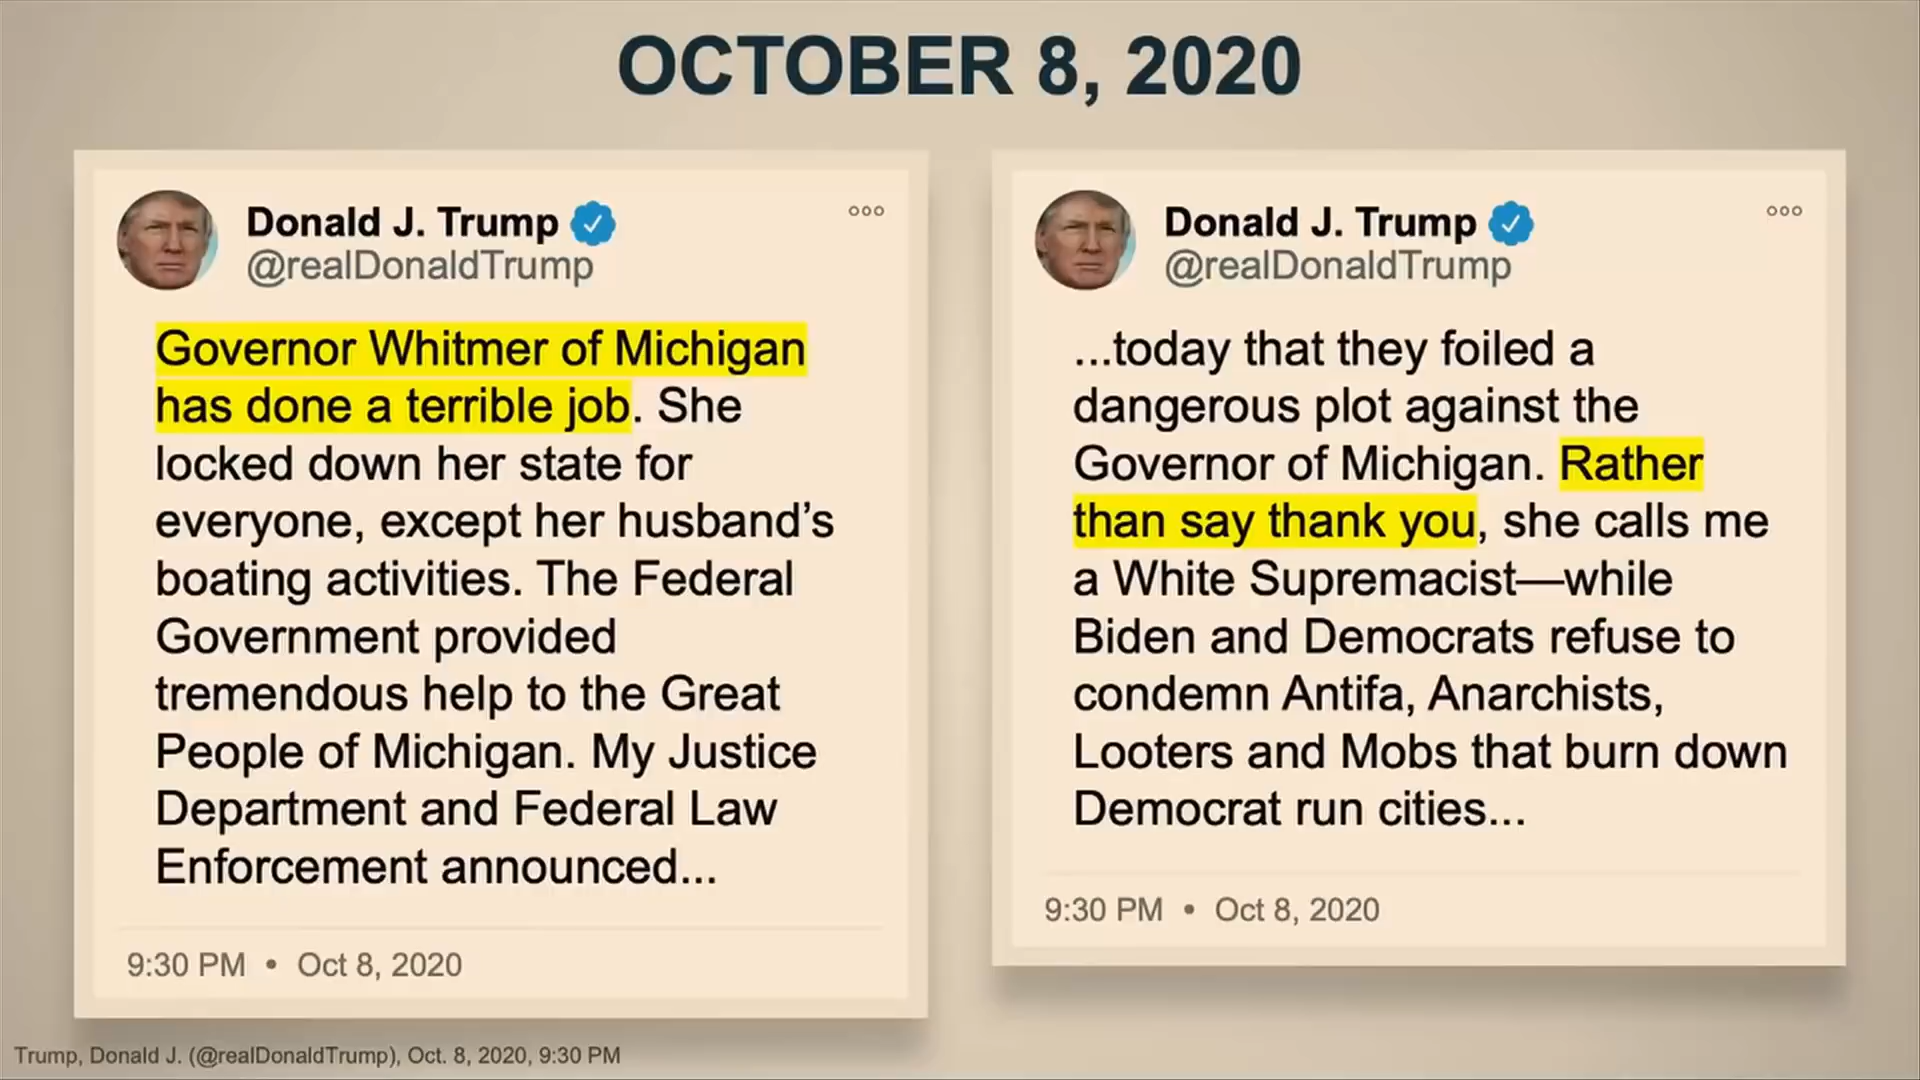 OCTOBER 8, 2020
Donald J. Trump
@realDonaldTrump
Governor Whitmer of Michigan
has done a terrible job. She
locked down her state for
everyone, except her husband’s
boating activities. The Federal
Government provided
tremendous help to the Great
People of Michigan. My Justice
Department and Federal Law
Enforcement announced...
9:30 PM • Oct 8, 2020
Donald J. Trump
@realDonaldTrump
...today that they foiled a
dangerous plot against the
Governor of Michigan. Rather
than say thank you, she calls me
a White Supremacist—while
Biden and Democrats refuse to
condemn Antifa, Anarchists,
Looters and Mobs that burn down
Democrat run cities...
9:30 PM • Oct 8, 2020
Trump, Donald J. (@realDonaldTrump), Oct. 8, 2020, 9:30 PM